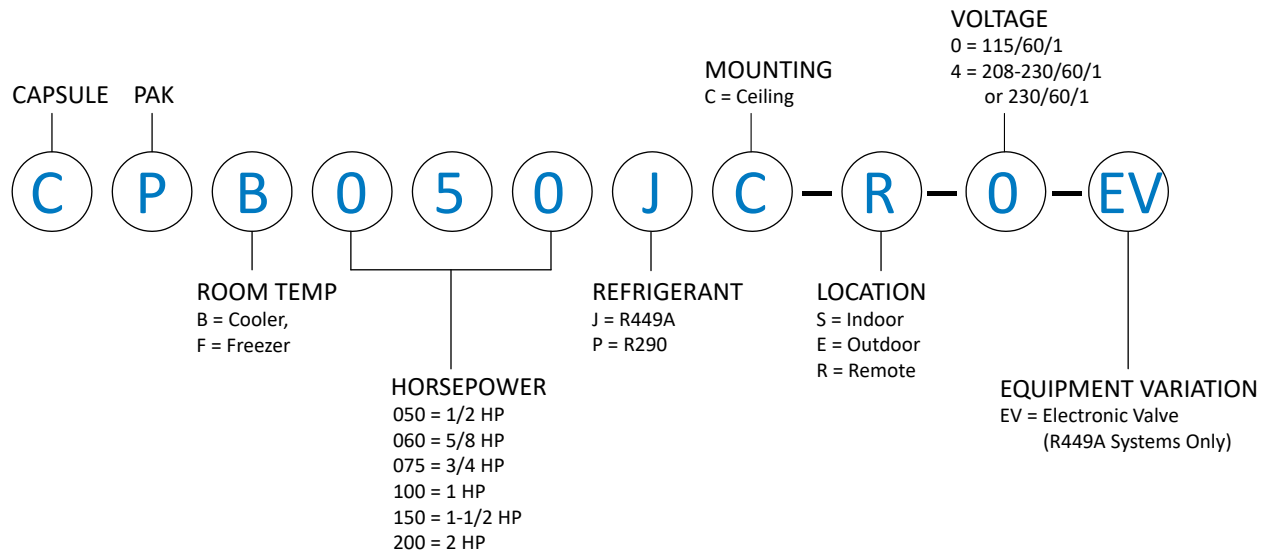 CAPSULE
PAK
MOUNTING
C = Ceiling
VOLTAGE
0 = 115/60/1
4 = 208-230/60/1
or 230/60/1
C P B 0 5 0 J C - R - 0 - EV
ROOM TEMP
B = Cooler,
F = Freezer
HORSEPOWER
050 = 1/2 HP
060 = 5/8 HP
075 = 3/4 HP
100 = 1 HP
150 = 1-1/2 HP
200 = 2 HP
REFRIGERANT
J = R449A
P = R290
LOCATION
S = Indoor
E = Outdoor
R = Remote
EQUIPMENT VARIATION
EV = Electronic Valve
(R449A Systems Only)